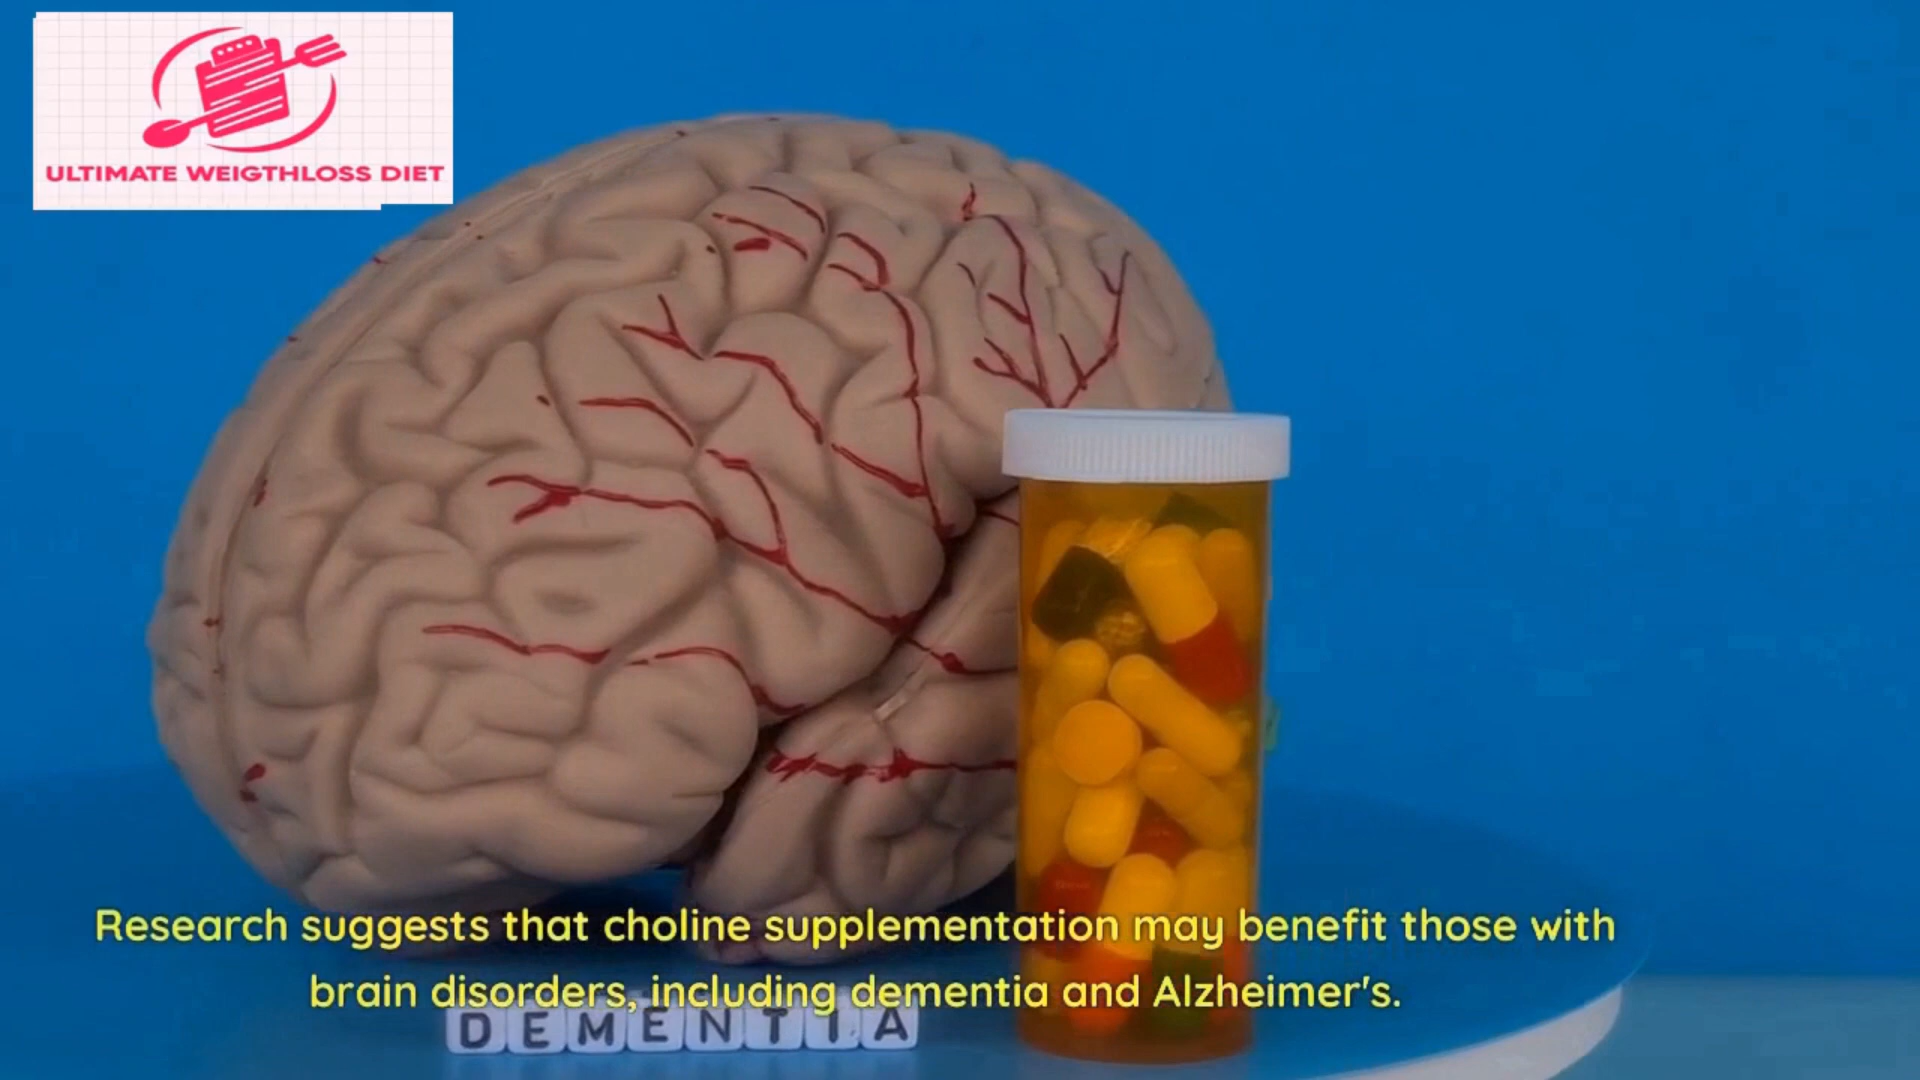 ULTIMATE WEIGTHLOSS DIET
Research suggests that choline supplementation may benefit those with
brain disorders, including dementia and Alzheimer's.
DEMENTIA